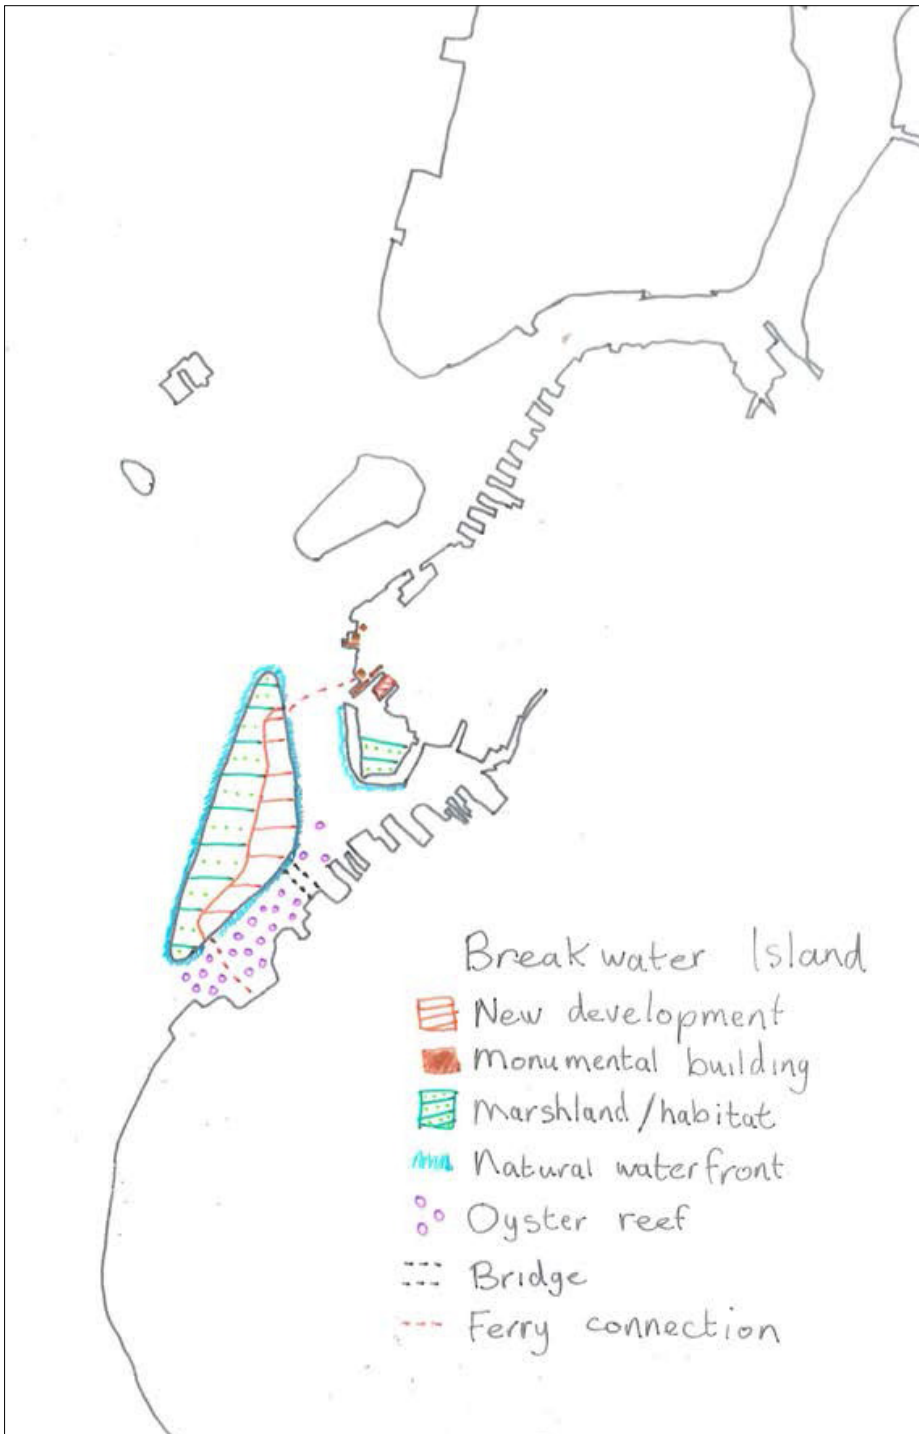 Breakwater Island
New development
Monumental building
Marshland/habitat
Natural waterfront
Oyster reef
Bridge
Ferry connection